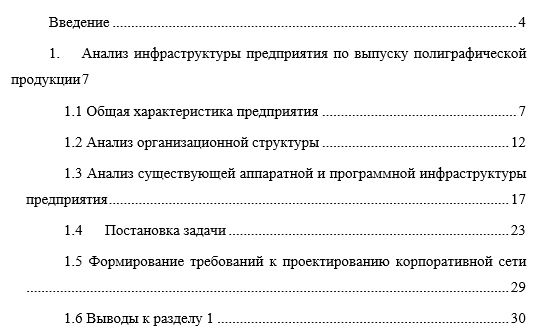 Введение ........................................................................................................ 4
1. Анализ инфраструктуры предприятия по выпуску полиграфической
продукции7
1.1 Общая характеристика предприятия .................................................... 7
1.2 Анализ организационной структуры .................................................. 12
1.3 Анализ существующей аппаратной и программной инфраструктуры
предприятия ........................................................................................................ 17
1.4 Постановка задачи ........................................................................... 23
1.5 Формирование требований к проектированию корпоративной сети
................................................................................................................................ 29
1.6 Выводы к разделу 1 .............................................................................. 30